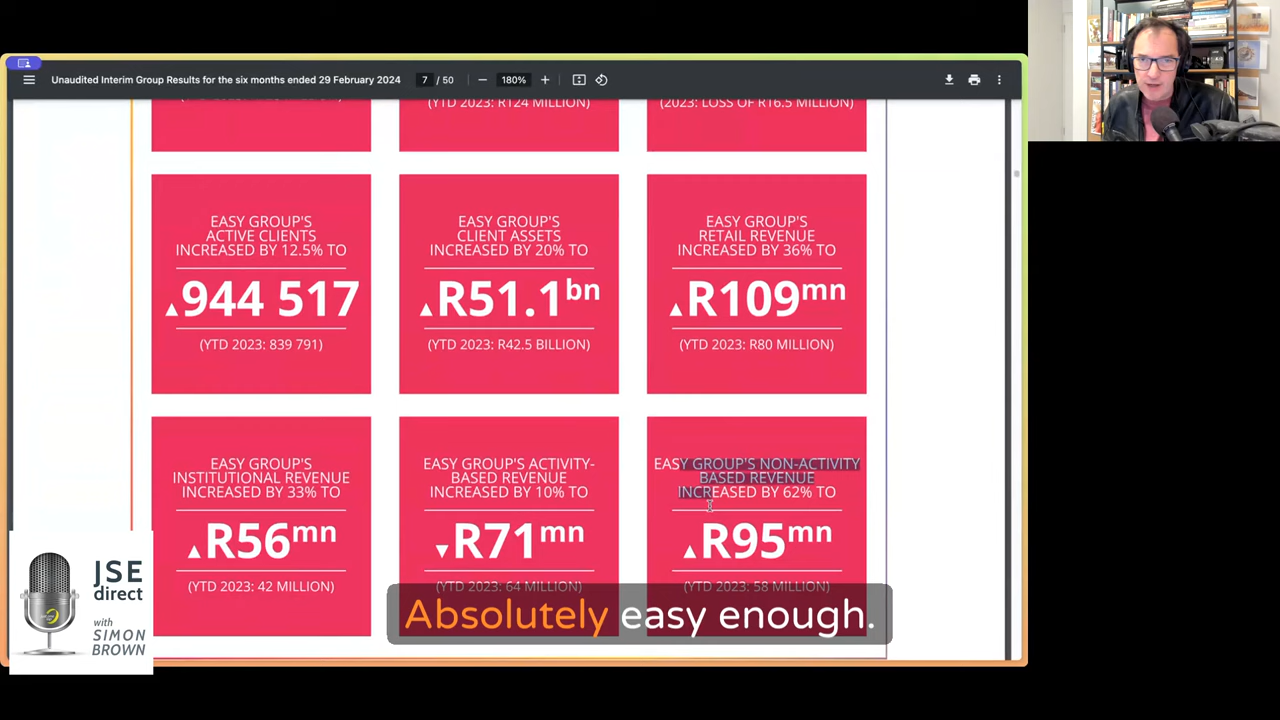 Unaudited Interim Group Results for the six months ended 29 February 2024
7 / 50
180%
(R124 MILLION)
(2023: LOSS OF R16.5 MILLION)
EASY GROUP'S
ACTIVE CLIENTS
INCREASED BY 12.5% TO
▲944 517
(YTD 2023: 839 791)
EASY GROUP'S
CLIENT ASSETS
INCREASED BY 20% TO
▲R51.1bn
(YTD 2023: R42.5 BILLION)
EASY GROUP'S
RETAIL REVENUE
INCREASED BY 36% TO
▲R109mn
(YTD 2023: R80 MILLION)
EASY GROUP'S
INSTITUTIONAL REVENUE
INCREASED BY 33% TO
▲R56mn
(YTD 2023: 42 MILLION)
EASY GROUP'S ACTIVITY-
BASED REVENUE
INCREASED BY 10% TO
▼R71mn
(YTD 2023: 64 MILLION)
EASY GROUP'S NON-ACTIVITY
BASED REVENUE
INCREASED BY 62% TO
▲R95mn
(YTD 2023: 58 MILLION)
JSE
direct
with
SIMON
BROWN
Absolutely easy enough.